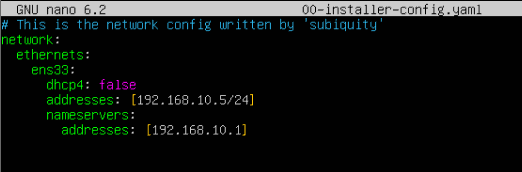 GNU nano 6.2 00-installer-config.yaml
# This is the network config written by 'subiquity'
network:
  ethernets:
    ens33:
      dhcp4: false
      addresses: [192.168.10.5/24]
      nameservers:
        addresses: [192.168.10.1]